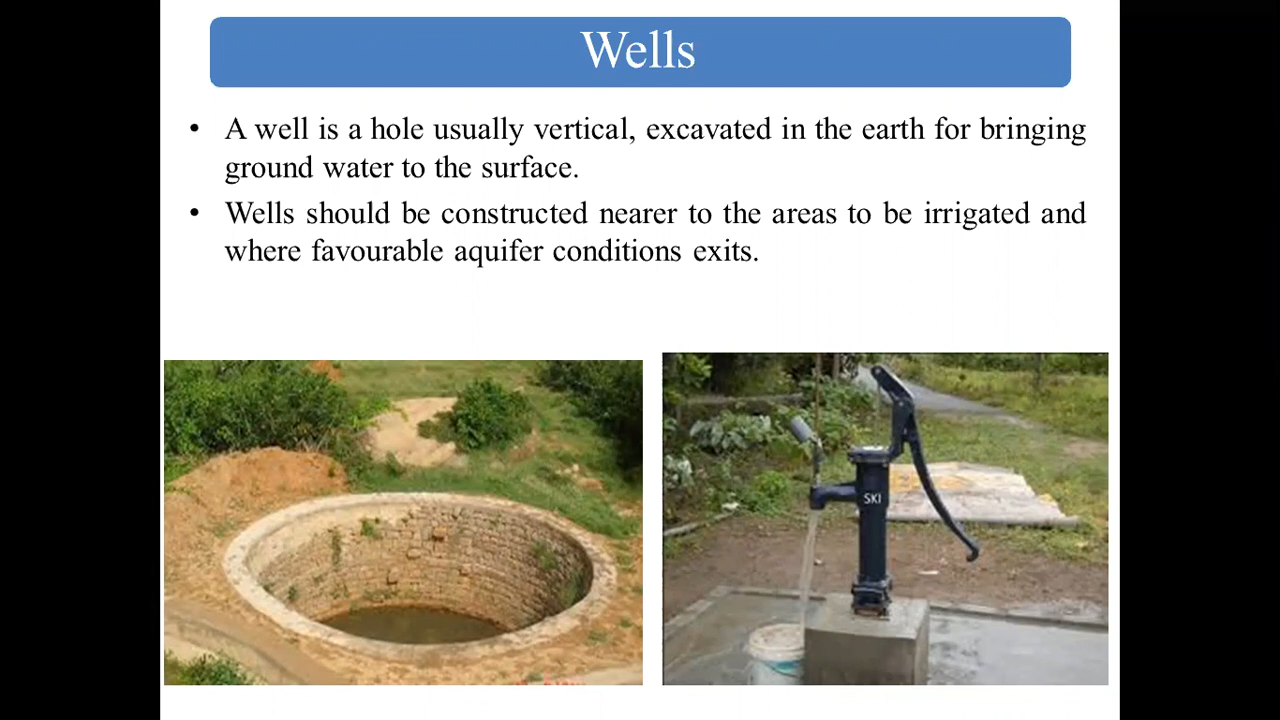 Wells
• A well is a hole usually vertical, excavated in the earth for bringing
ground water to the surface.
• Wells should be constructed nearer to the areas to be irrigated and
where favourable aquifer conditions exits.
SKI